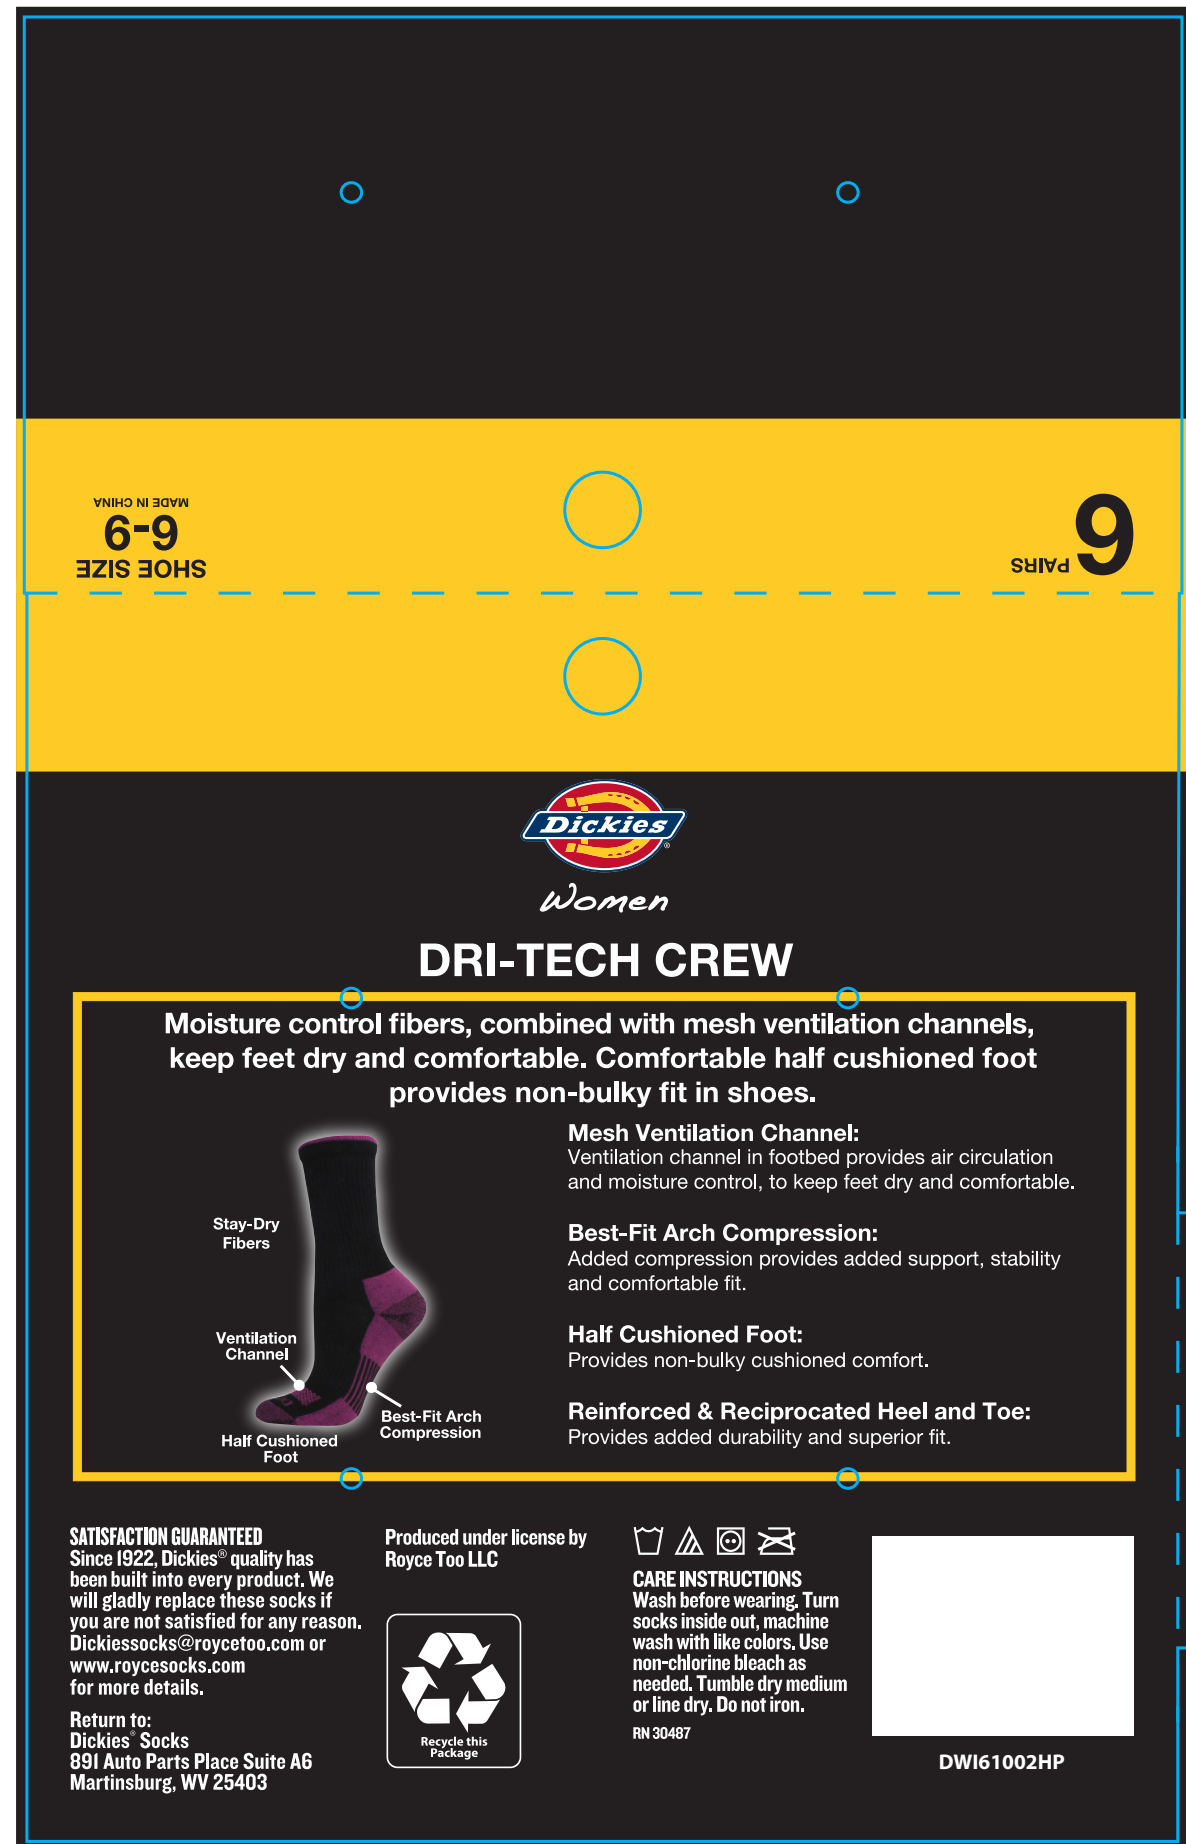 6 PAIRS
SHOE SIZE
6-9
MADE IN CHINA
Dickies®
Women
DRI-TECH CREW
Moisture control fibers, combined with mesh ventilation channels,
keep feet dry and comfortable. Comfortable half cushioned foot
provides non-bulky fit in shoes.
Stay-Dry
Fibers
Ventilation
Channel
Best-Fit Arch
Compression
Half Cushioned
Foot
Mesh Ventilation Channel:
Ventilation channel in footbed provides air circulation
and moisture control, to keep feet dry and comfortable.
Best-Fit Arch Compression:
Added compression provides added support, stability
and comfortable fit.
Half Cushioned Foot:
Provides non-bulky cushioned comfort.
Reinforced & Reciprocated Heel and Toe:
Provides added durability and superior fit.
SATISFACTION GUARANTEED
Since 1922, Dickies® quality has
been built into every product. We
will gladly replace these socks if
you are not satisfied for any reason.
Dickiessocks@roycetoo.com or
www.roycesocks.com
for more details.
Return to:
Dickies® Socks
891 Auto Parts Place Suite A6
Martinsburg, WV 25403
Produced under license by
Royce Too LLC
Recycle this
Package
CARE INSTRUCTIONS
Wash before wearing. Turn
socks inside out, machine
wash with like colors. Use
non-chlorine bleach as
needed. Tumble dry medium
or line dry. Do not iron.
RN 30487
DWI61002HP